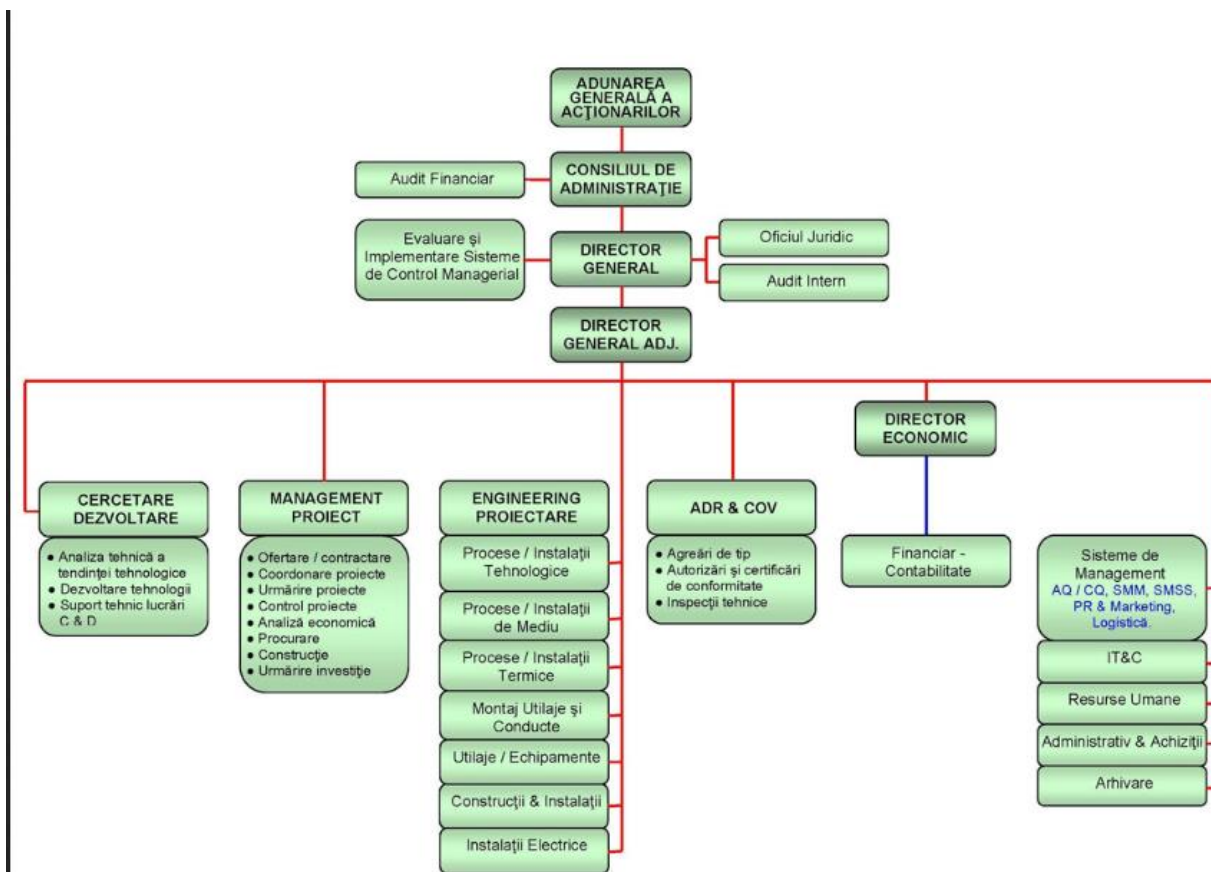 ADUNAREA
GENERALĂ A
ACŢIONARILOR
Audit Financiar
CONSILIUL DE
ADMINISTRAŢIE
Evaluare şi
Implementare Sisteme
de Control Managerial
DIRECTOR
GENERAL
Oficiul Juridic
Audit Intern
DIRECTOR
GENERAL ADJ.
DIRECTOR
ECONOMIC
CERCETARE
DEZVOLTARE
● Analiza tehnică a
tendinţei tehnologice
● Dezvoltare tehnologii
● Suport tehnic lucrări
C & D
MANAGEMENT
PROIECT
● Ofertare / contractare
● Coordonare proiecte
● Urmărire proiecte
● Control proiecte
● Analiză economică
● Procurare
● Construcţie
● Urmărire investiţie
ENGINEERING
PROIECTARE
Procese / Instalaţii
Tehnologice
Procese / Instalaţii
de Mediu
Procese / Instalaţii
Termice
Montaj Utilaje şi
Conducte
Utilaje / Echipamente
Construcţii & Instalaţii
Instalaţii Electrice
ADR & COV
● Agreări de tip
● Autorizări şi certificări
de conformitate
● Inspecţii tehnice
Financiar -
Contabilitate
Sisteme de
Management
AQ / CQ, SMM, SMSS,
PR & Marketing,
Logistică.
IT&C
Resurse Umane
Administrativ & Achiziţii
Arhivare